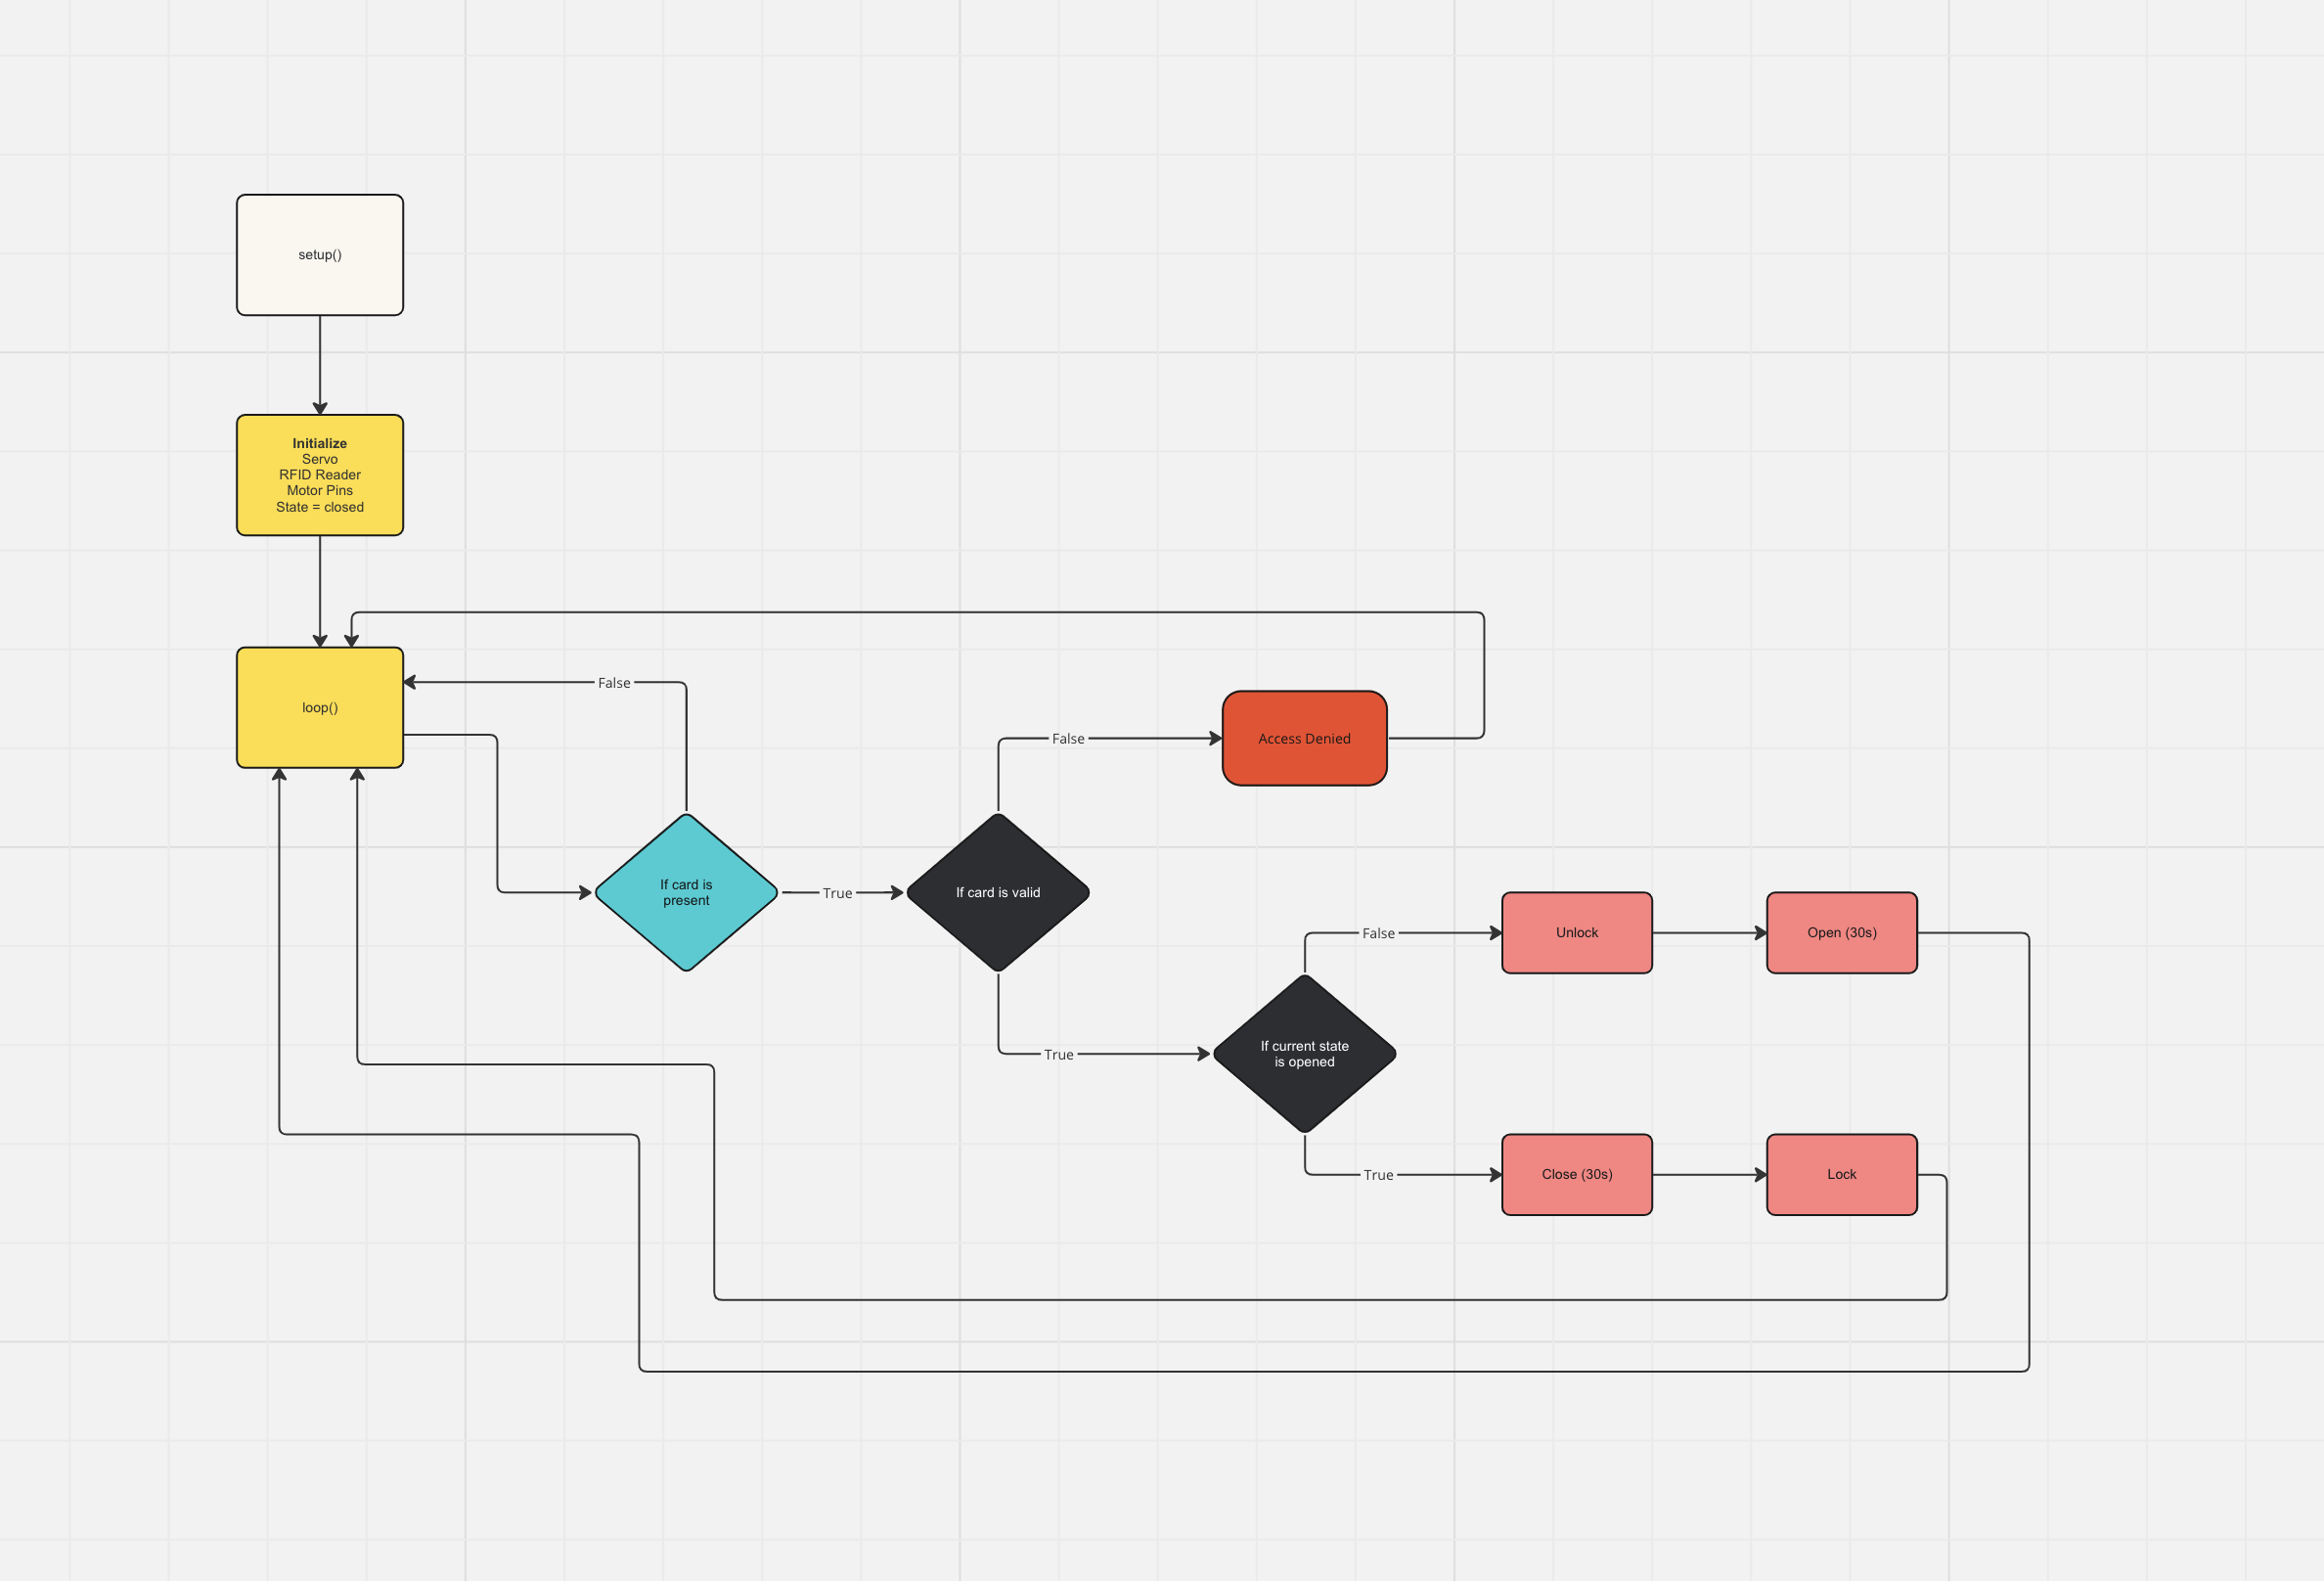 setup()
Initialize
Servo
RFID Reader
Motor Pins
State = closed
loop()
False
If card is
present
True
If card is valid
False
Access Denied
True
If current state
is opened
False
Unlock
Open (30s)
True
Close (30s)
Lock